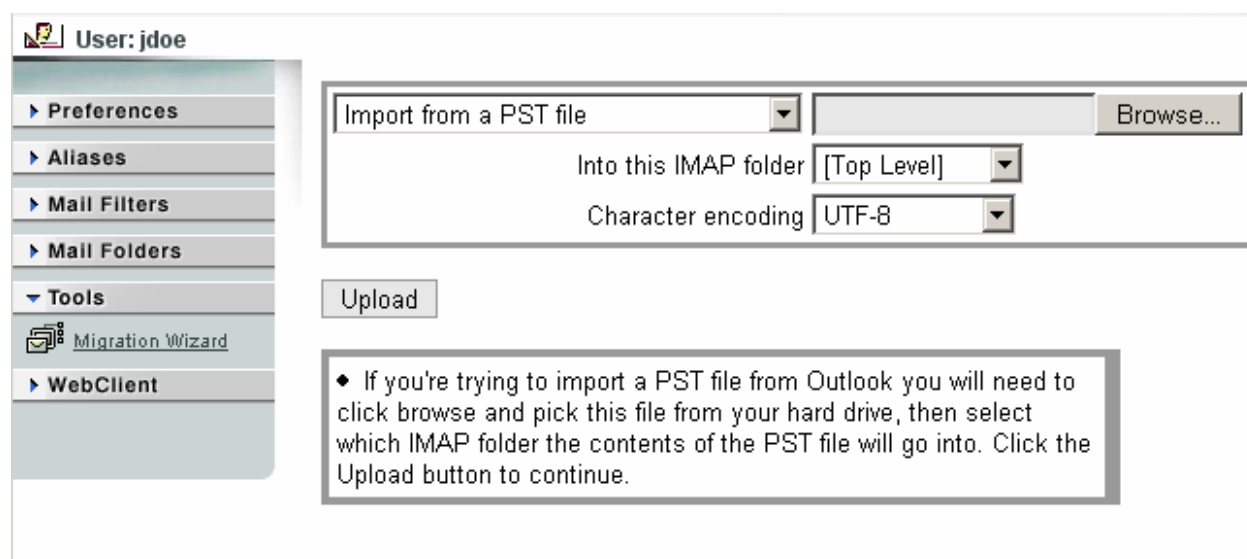 User: jdoe
Preferences
Aliases
Mail Filters
Mail Folders
Tools
Migration Wizard
WebClient
Import from a PST file
Browse...
Into this IMAP folder [Top Level]
Character encoding UTF-8
Upload
• If you're trying to import a PST file from Outlook you will need to
click browse and pick this file from your hard drive, then select
which IMAP folder the contents of the PST file will go into. Click the
Upload button to continue.